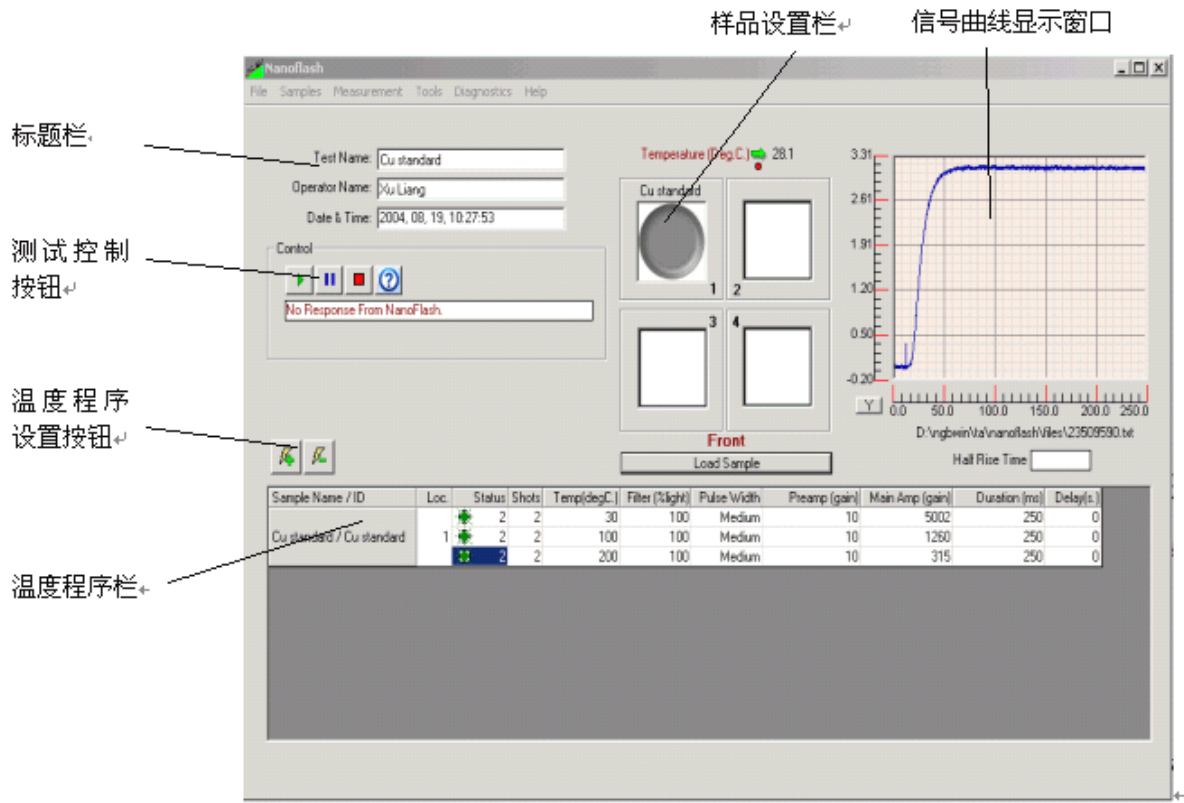 样品设置栏
信号曲线显示窗口
Nanoflash
File Samples Measurement Tools Diagnostics Help
标题栏
Test Name: Cu standard
Operator Name: Xu Liang
Date & Time: 2004, 08, 19, 10:27:53
Temperature (Deg.C.) 28.1
Cu standard
1 2
3 4
Front
Load Sample
测试控制
按钮
Control
No Response From NanoFlash.
3.31
2.61
1.91
1.20
0.50
-0.20
Y
0.0 50.0 100.0 150.0 200.0 250.0
D:\ngbwin\ta\nanoflash\files\23509590.txt
Half Rise Time
温度程序
设置按钮
Sample Name / ID Loc. Status Shots Temp(degC.) Filter (%light) Pulse Width Preamp (gain) Main Amp (gain) Duration (ms) Delay(s.)
2 2 30 100 Medium 10 5002 250 0
Cu standard / Cu standard 1 2 2 100 100 Medium 10 1260 250 0
2 2 200 100 Medium 10 315 250 0
温度程序栏